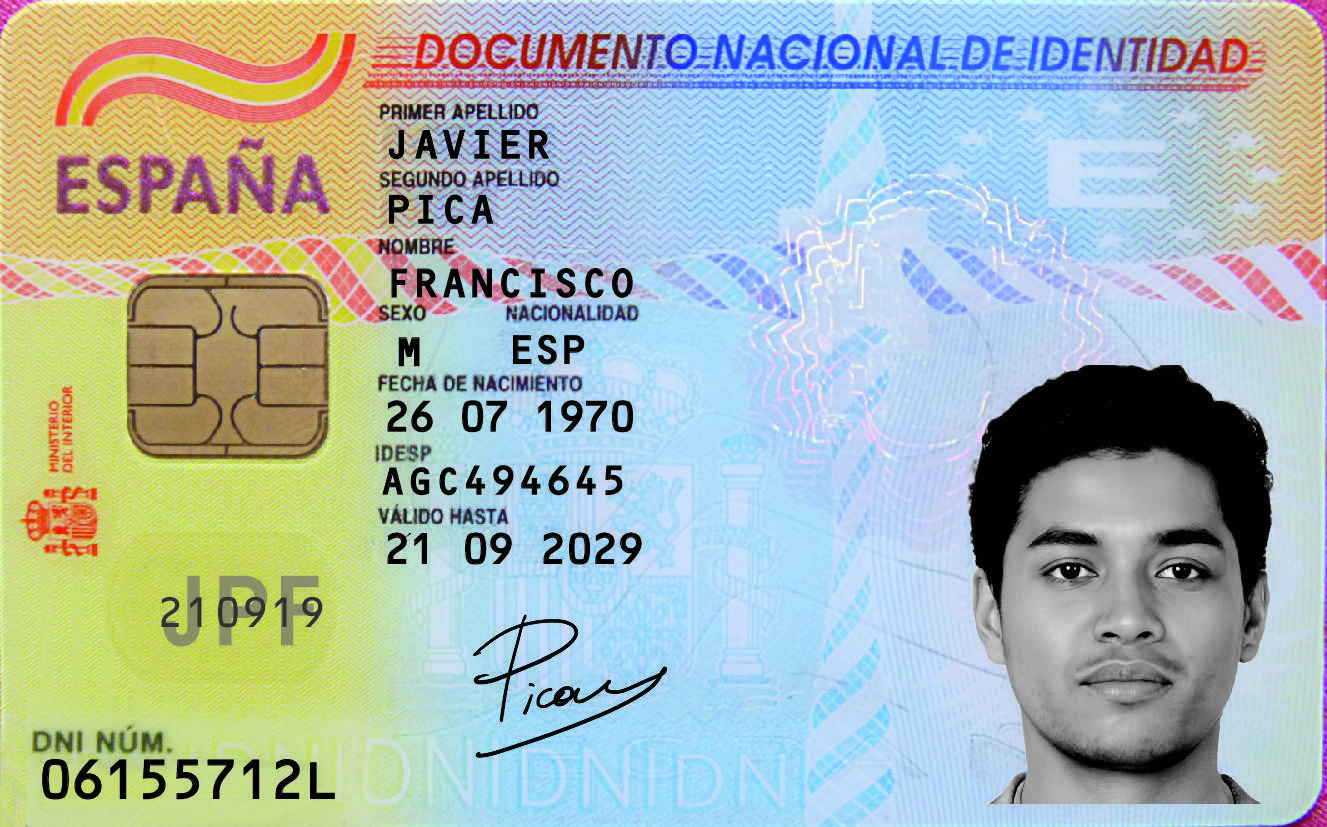 DOCUMENTO NACIONAL DE IDENTIDAD
ESPAÑA
PRIMER APELLIDO
JAVIER
SEGUNDO APELLIDO
PICA
NOMBRE
FRANCISCO
SEXO NACIONALIDAD
M ESP
FECHA DE NACIMIENTO
26 07 1970
IDESP
AGC494645
VÁLIDO HASTA
21 09 2029
MINISTERIO
DEL INTERIOR
JPF
210919
Pica
DNI NÚM.
06155712L
DNIDNIDNIDN
E